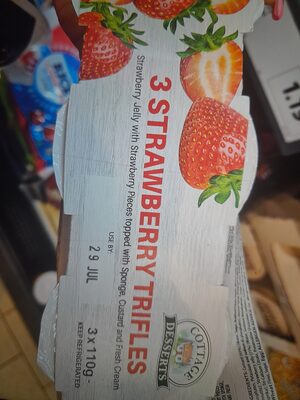 3 STRAWBERRY TRIFLES
Strawberry Jelly with Strawberry Pieces topped with Sponge, Custard and Fresh Cream
USE BY:
29 JUL
3 x 110g
KEEP REFRIGERATED
COTTAGE
DESSERTS